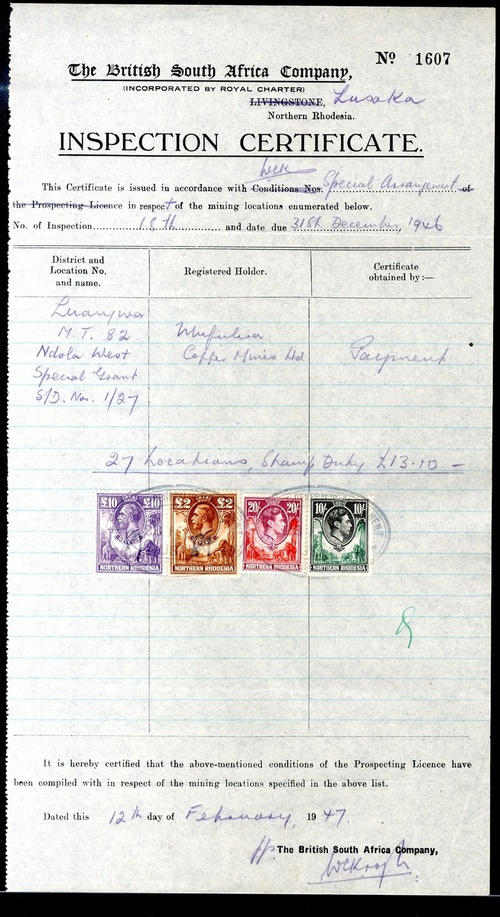 Nº 1607
The British South Africa Company,
(INCORPORATED BY ROYAL CHARTER)
LIVINGSTONE, Lusaka
Northern Rhodesia.
INSPECTION CERTIFICATE.
This Certificate is issued in accordance with Conditions Nos. Special Arrangement of
the Prospecting Licence in respect of the mining locations enumerated below.
No. of Inspection 18th and date due 31st December, 1946
District and Location No. and name.
Registered Holder.
Certificate obtained by:—
Luangwa
M.T. 82 Mufulira
Ndola West Copper Mines Ltd Payment
Special Grant
S/D. Nos. 1/27
27 Locations, Stamp Duty £13.10 —
£10 £10 £2 £2 20/- 20/- 10/- 10/-
NORTHERN RHODESIA NORTHERN RHODESIA NORTHERN RHODESIA NORTHERN RHODESIA
It is hereby certified that the above-mentioned conditions of the Prospecting Licence have
been compiled with in respect of the mining locations specified in the above list.
Dated this 12th day of February, 1947.
pp. The British South Africa Company,